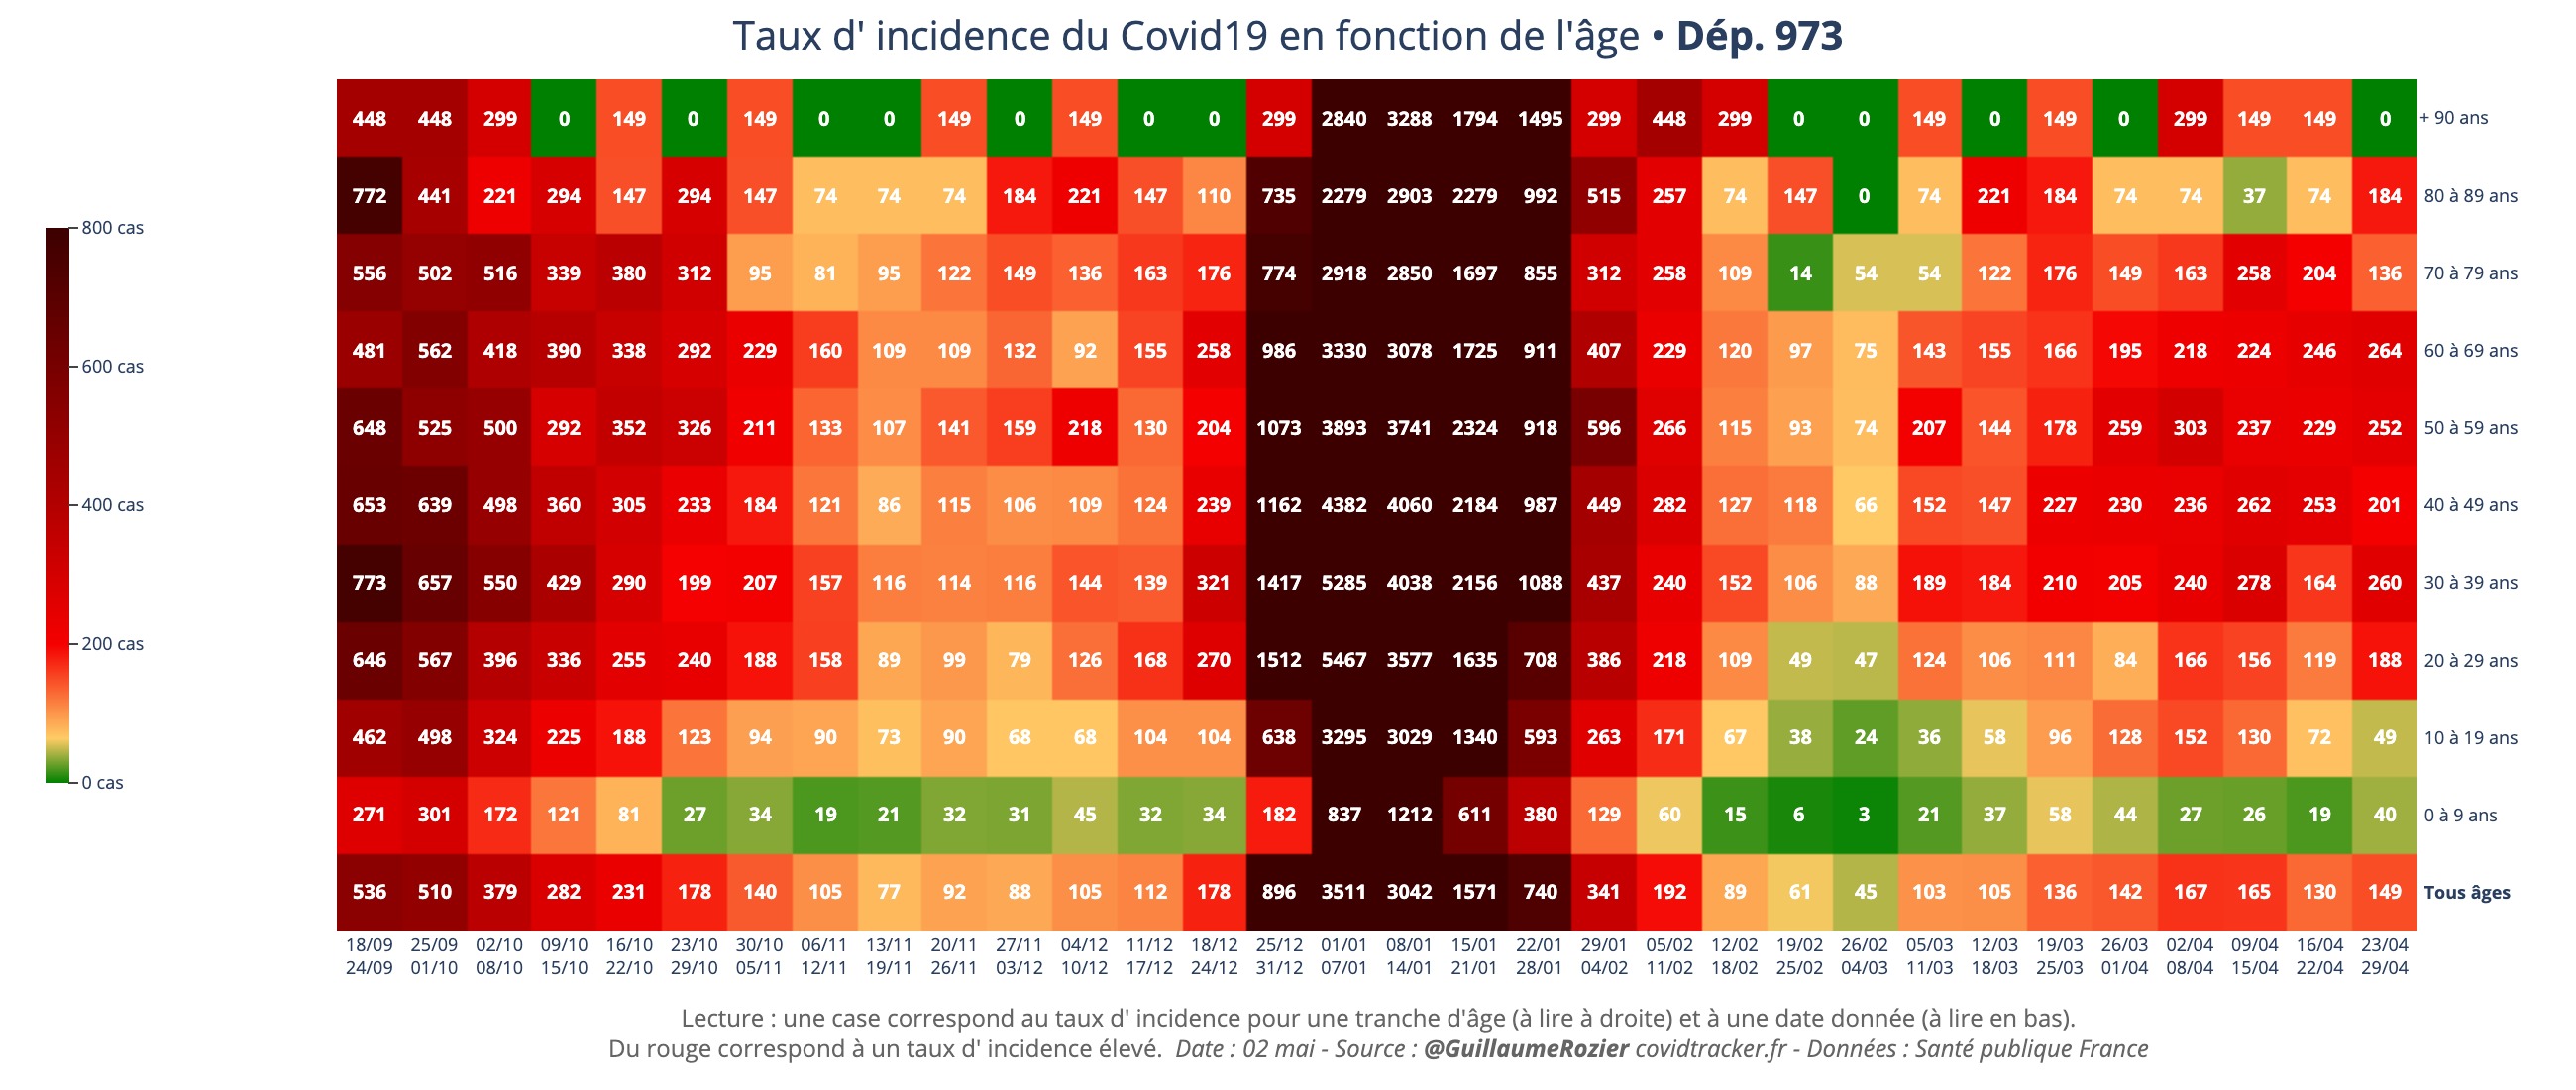 Taux d' incidence du Covid19 en fonction de l'âge • Dép. 973
800 cas
600 cas
400 cas
200 cas
0 cas
448 448 299 0 149 0 149 0 0 149 0 149 0 0 299 2840 3288 1794 1495 299 448 299 0 0 149 0 149 0 299 149 149 0 + 90 ans
772 441 221 294 147 294 147 74 74 74 184 221 147 110 735 2279 2903 2279 992 515 257 74 147 0 74 221 184 74 74 37 74 184 80 à 89 ans
556 502 516 339 380 312 95 81 95 122 149 136 163 176 774 2918 2850 1697 855 312 258 109 14 54 54 122 176 149 163 258 204 136 70 à 79 ans
481 562 418 390 338 292 229 160 109 109 132 92 155 258 986 3330 3078 1725 911 407 229 120 97 75 143 155 166 195 218 224 246 264 60 à 69 ans
648 525 500 292 352 326 211 133 107 141 159 218 130 204 1073 3893 3741 2324 918 596 266 115 93 74 207 144 178 259 303 237 229 252 50 à 59 ans
653 639 498 360 305 233 184 121 86 115 106 109 124 239 1162 4382 4060 2184 987 449 282 127 118 66 152 147 227 230 236 262 253 201 40 à 49 ans
773 657 550 429 290 199 207 157 116 114 116 144 139 321 1417 5285 4038 2156 1088 437 240 152 106 88 189 184 210 205 240 278 164 260 30 à 39 ans
646 567 396 336 255 240 188 158 89 99 79 126 168 270 1512 5467 3577 1635 708 386 218 109 49 47 124 106 111 84 166 156 119 188 20 à 29 ans
462 498 324 225 188 123 94 90 73 90 68 68 104 104 638 3295 3029 1340 593 263 171 67 38 24 36 58 96 128 152 130 72 49 10 à 19 ans
271 301 172 121 81 27 34 19 21 32 31 45 32 34 182 837 1212 611 380 129 60 15 6 3 21 37 58 44 27 26 19 40 0 à 9 ans
536 510 379 282 231 178 140 105 77 92 88 105 112 178 896 3511 3042 1571 740 341 192 89 61 45 103 105 136 142 167 165 130 149 Tous âges
18/09 25/09 02/10 09/10 16/10 23/10 30/10 06/11 13/11 20/11 27/11 04/12 11/12 18/12 25/12 01/01 08/01 15/01 22/01 29/01 05/02 12/02 19/02 26/02 05/03 12/03 19/03 26/03 02/04 09/04 16/04 23/04
24/09 01/10 08/10 15/10 22/10 29/10 05/11 12/11 19/11 26/11 03/12 10/12 17/12 24/12 31/12 07/01 14/01 21/01 28/01 04/02 11/02 18/02 25/02 04/03 11/03 18/03 25/03 01/04 08/04 15/04 22/04 29/04
Lecture : une case correspond au taux d' incidence pour une tranche d'âge (à lire à droite) et à une date donnée (à lire en bas).
Du rouge correspond à un taux d' incidence élevé. Date : 02 mai - Source : @GuillaumeRozier covidtracker.fr - Données : Santé publique France